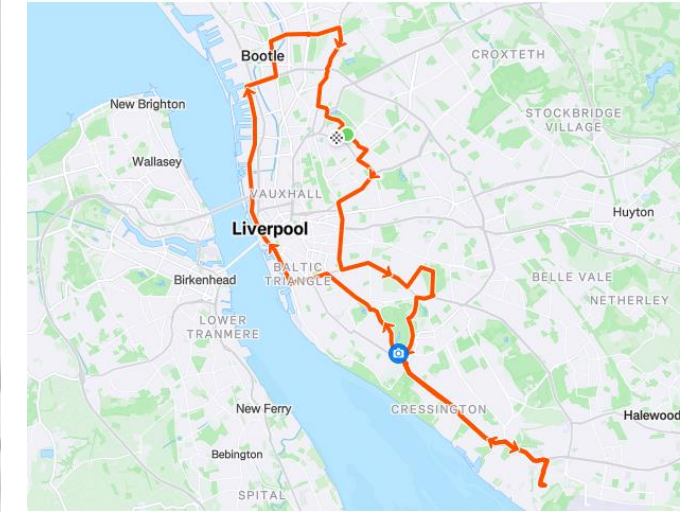 Bootle
CROXTETH
New Brighton
STOCKBRIDGE
VILLAGE
Wallasey
VAUXHALL
Huyton
Liverpool
BALTIC
TRIANGLE
Birkenhead
BELLE VALE
NETHERLEY
LOWER
TRANMERE
New Ferry
CRESSINGTON
Halewood
Bebington
SPITAL